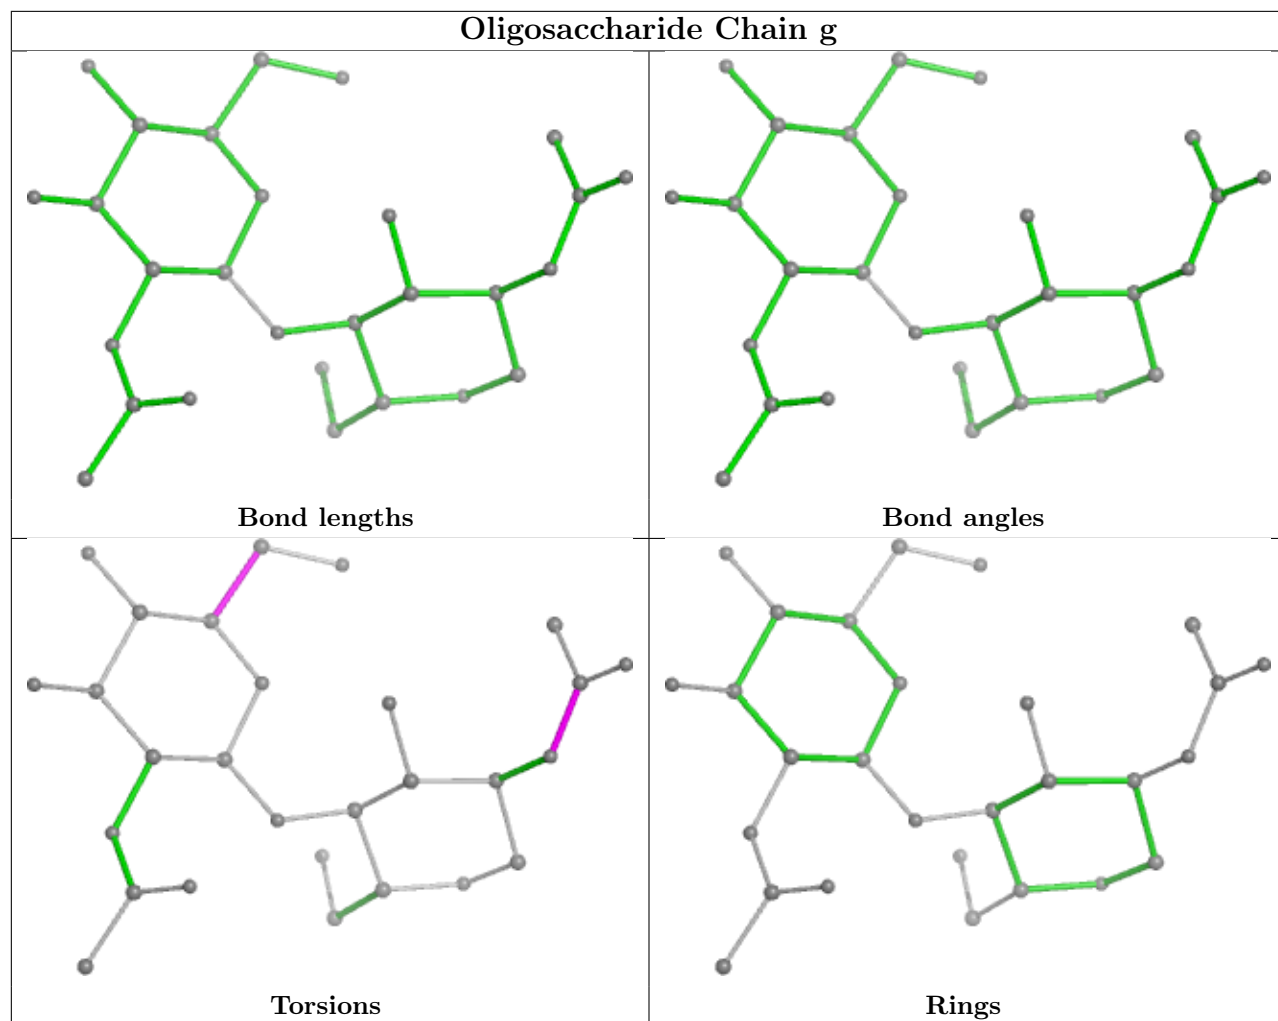 Oligosaccharide Chain g
Bond lengths
Bond angles
Torsions
Rings